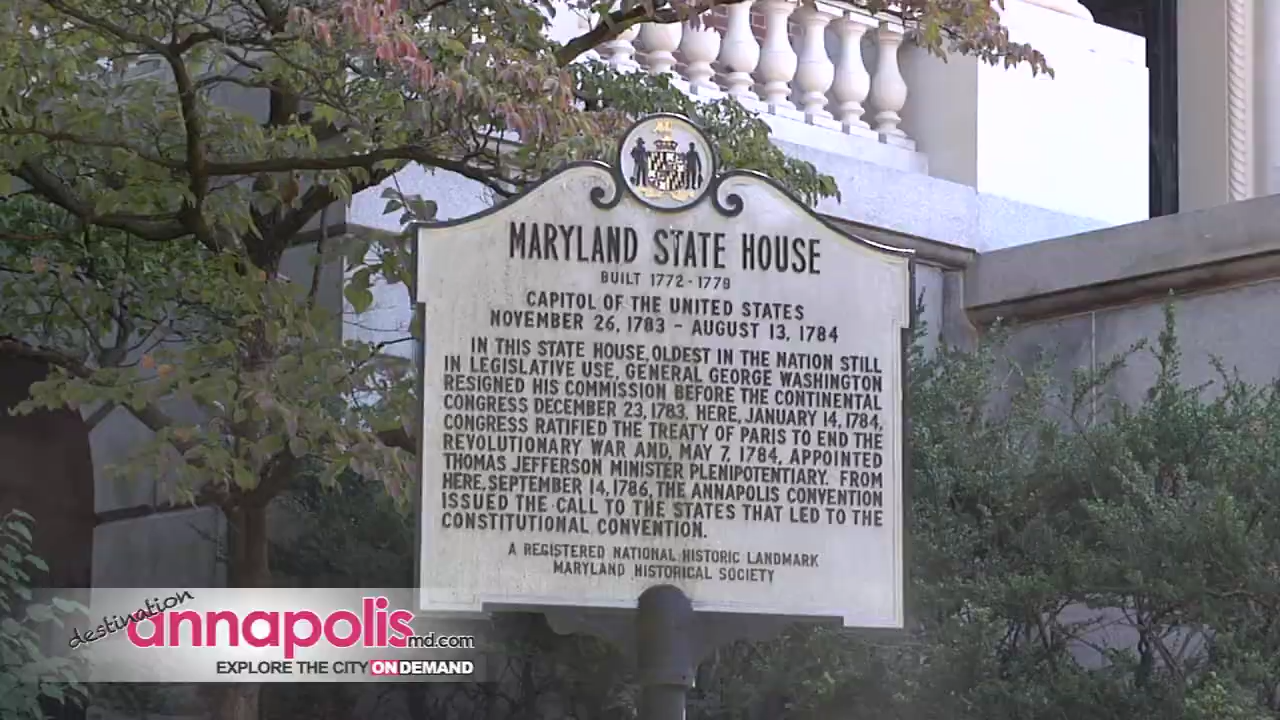 MARYLAND STATE HOUSE
BUILT 1772-1779
CAPITOL OF THE UNITED STATES
NOVEMBER 26, 1783 - AUGUST 13, 1784
IN THIS STATE HOUSE, OLDEST IN THE NATION STILL
IN LEGISLATIVE USE, GENERAL GEORGE WASHINGTON
RESIGNED HIS COMMISSION BEFORE THE CONTINENTAL
CONGRESS DECEMBER 23, 1783. HERE, JANUARY 14, 1784,
CONGRESS RATIFIED THE TREATY OF PARIS TO END THE
REVOLUTIONARY WAR AND, MAY 7, 1784, APPOINTED
THOMAS JEFFERSON MINISTER PLENIPOTENTIARY. FROM
HERE, SEPTEMBER 14, 1786, THE ANNAPOLIS CONVENTION
ISSUED THE CALL TO THE STATES THAT LED TO THE
CONSTITUTIONAL CONVENTION.
A REGISTERED NATIONAL HISTORIC LANDMARK
MARYLAND HISTORICAL SOCIETY
destination
annapolismd.com
EXPLORE THE CITY ON DEMAND